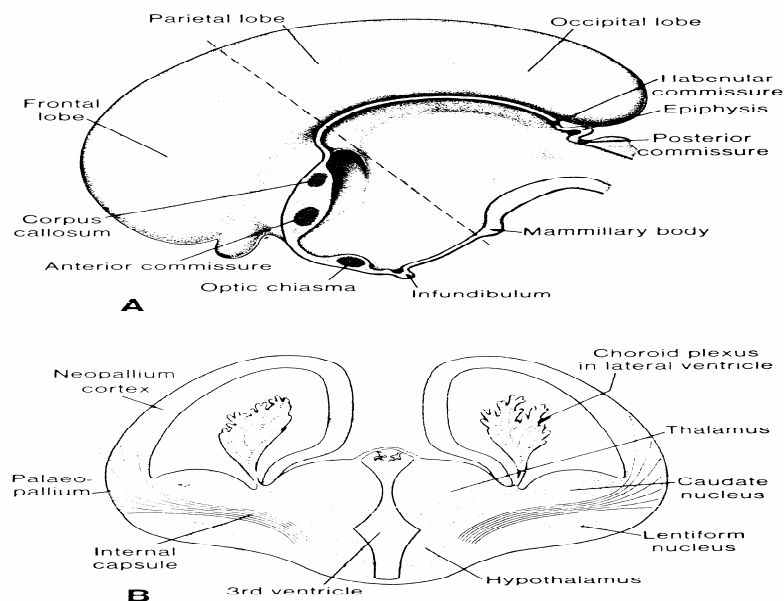 Parietal lobe
Occipital lobe
Habenular
commissure
Frontal
lobe
Epiphysis
Posterior
commissure
Corpus
callosum
Mammillary body
Anterior commissure
Optic chiasma
Infundibulum
A
Neopallium
cortex
Choroid plexus
in lateral ventricle
Thalamus
Palaeo-
pallium
Caudate
nucleus
Internal
capsule
Lentiform
nucleus
3rd ventricle
Hypothalamus
B